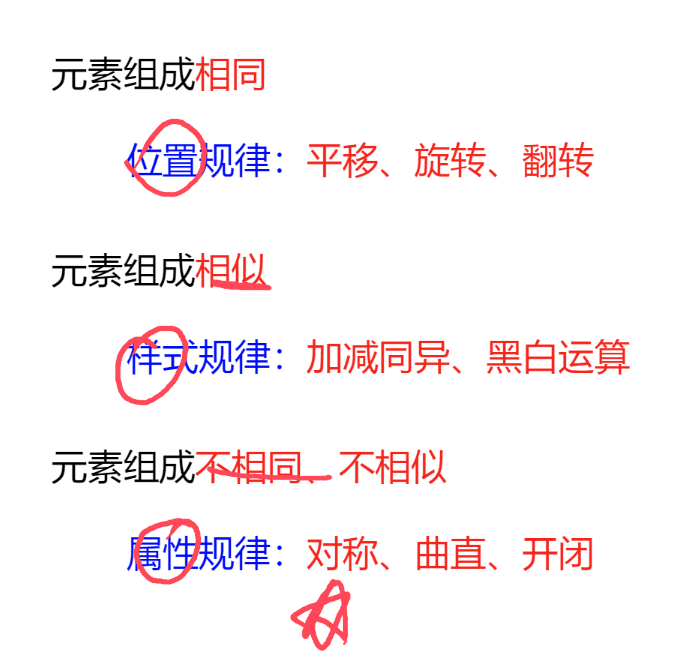 元素组成相同
位置规律：平移、旋转、翻转
元素组成相似
样式规律：加减同异、黑白运算
元素组成不相同、不相似
属性规律：对称、曲直、开闭